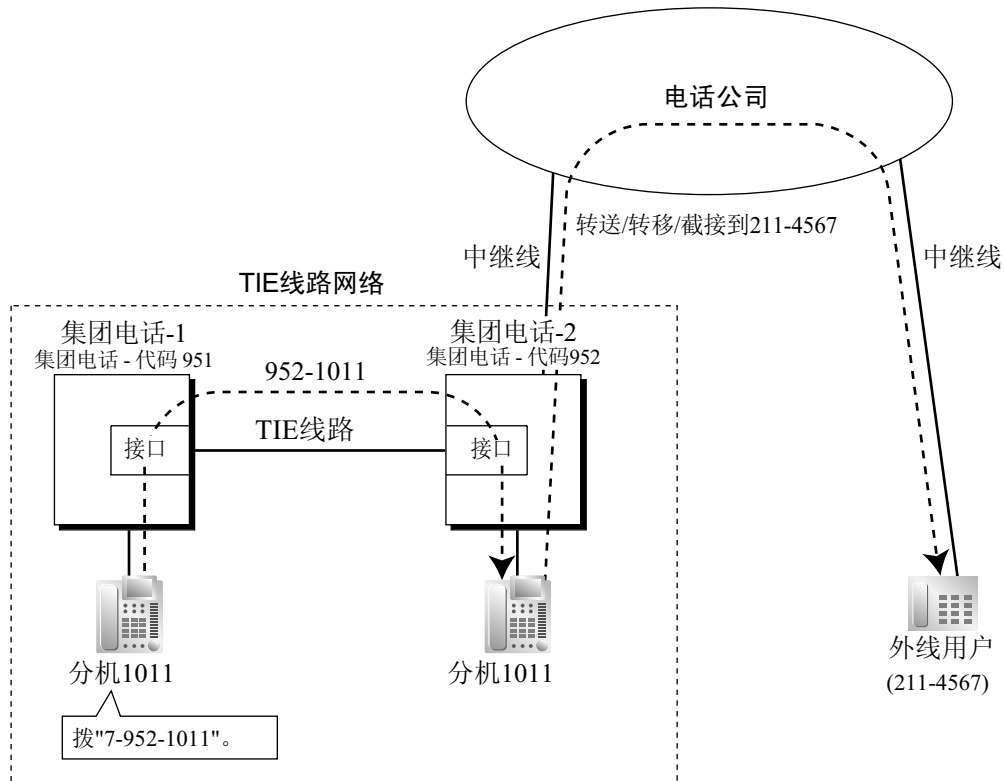 电话公司
转送/转移/截接到211-4567
中继线
中继线
TIE线路网络
集团电话-1
集团电话 - 代码 951
集团电话-2
集团电话 - 代码952
952-1011
TIE线路
接口
接口
分机1011
分机1011
外线用户
(211-4567)
拨"7-952-1011"。